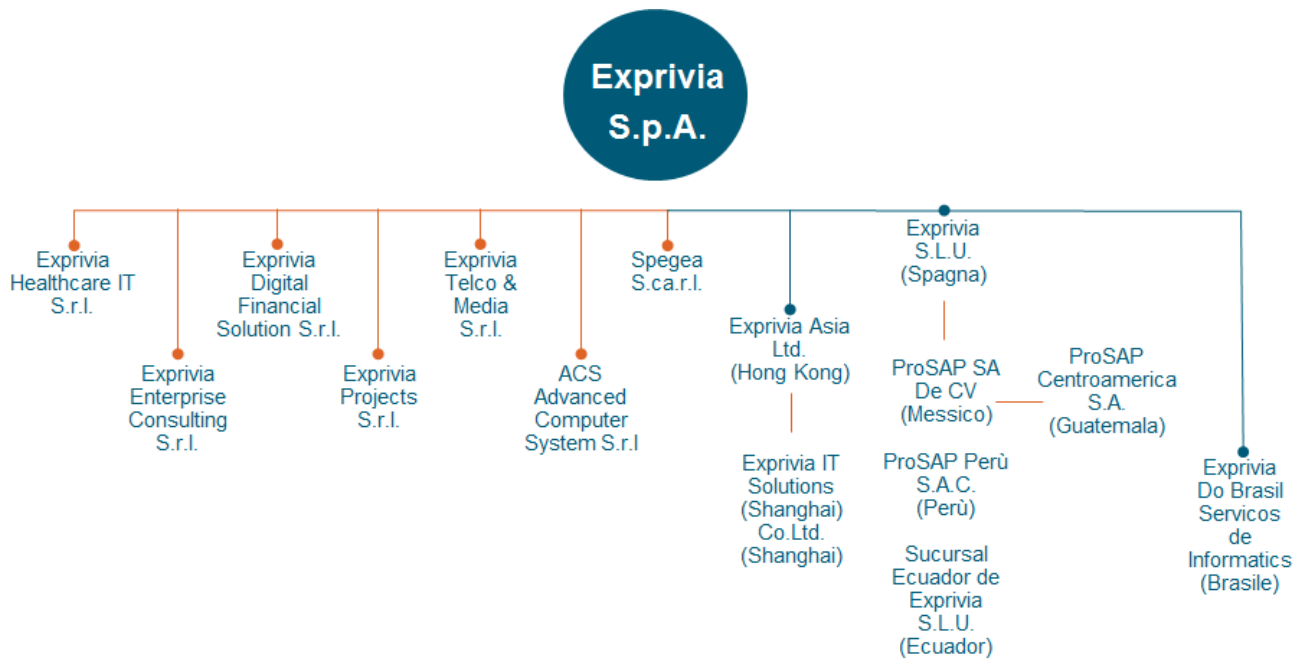 Exprivia
S.p.A.
Exprivia
Healthcare IT
S.r.l.
Exprivia
Enterprise
Consulting
S.r.l.
Exprivia
Digital
Financial
Solution S.r.l.
Exprivia
Projects
S.r.l.
Exprivia
Telco &
Media
S.r.l.
ACS
Advanced
Computer
System S.r.l
Spegea
S.ca.r.l.
Exprivia Asia
Ltd.
(Hong Kong)
Exprivia IT
Solutions
(Shanghai)
Co.Ltd.
(Shanghai)
Exprivia
S.L.U.
(Spagna)
ProSAP SA
De CV
(Messico)
ProSAP
Centroamerica
S.A.
(Guatemala)
ProSAP Perù
S.A.C.
(Perù)
Sucursal
Ecuador de
Exprivia
S.L.U.
(Ecuador)
Exprivia
Do Brasil
Servicos
de
Informatics
(Brasile)